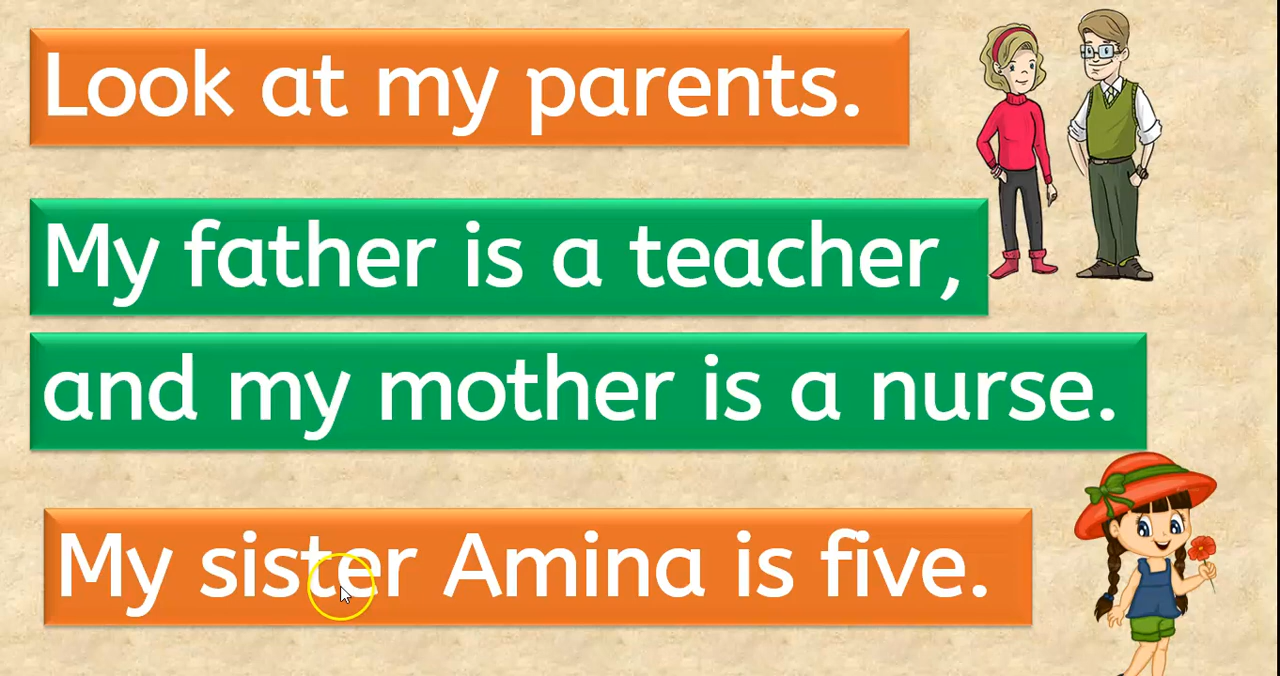 Look at my parents.
My father is a teacher,
and my mother is a nurse.
My sister Amina is five.